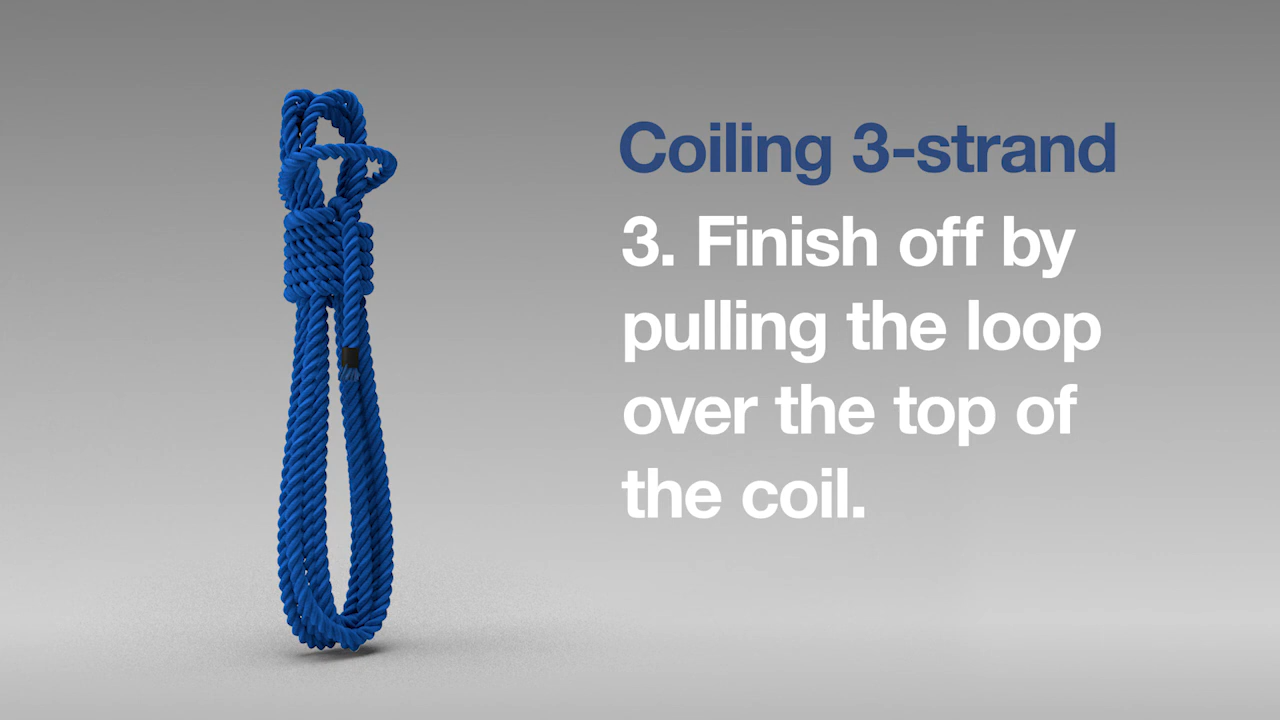 Coiling 3-strand
3. Finish off by
pulling the loop
over the top of
the coil.